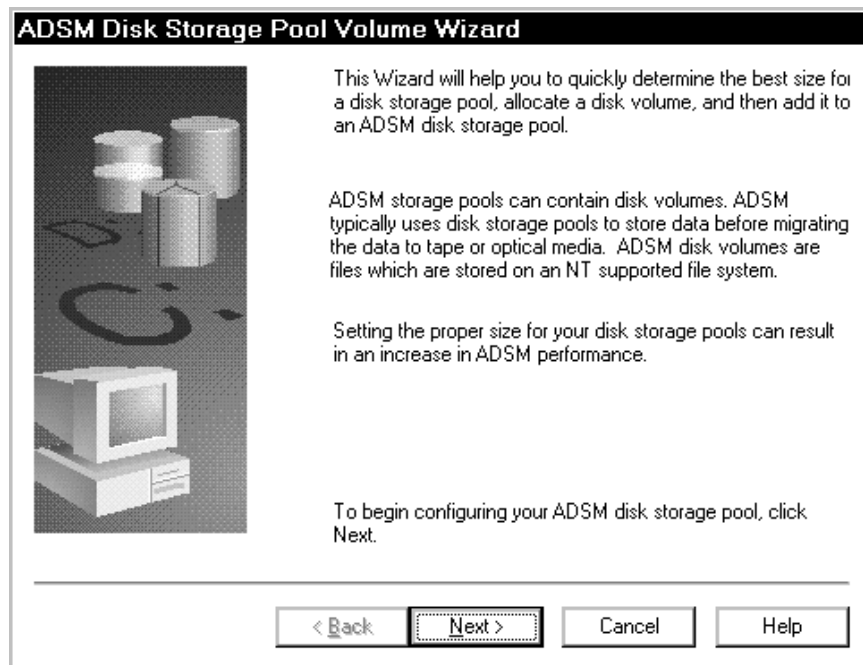 ADSM Disk Storage Pool Volume Wizard
This Wizard will help you to quickly determine the best size for
a disk storage pool, allocate a disk volume, and then add it to
an ADSM disk storage pool.
ADSM storage pools can contain disk volumes. ADSM
typically uses disk storage pools to store data before migrating
the data to tape or optical media. ADSM disk volumes are
files which are stored on an NT supported file system.
Setting the proper size for your disk storage pools can result
in an increase in ADSM performance.
To begin configuring your ADSM disk storage pool, click
Next.
< Back Next > Cancel Help